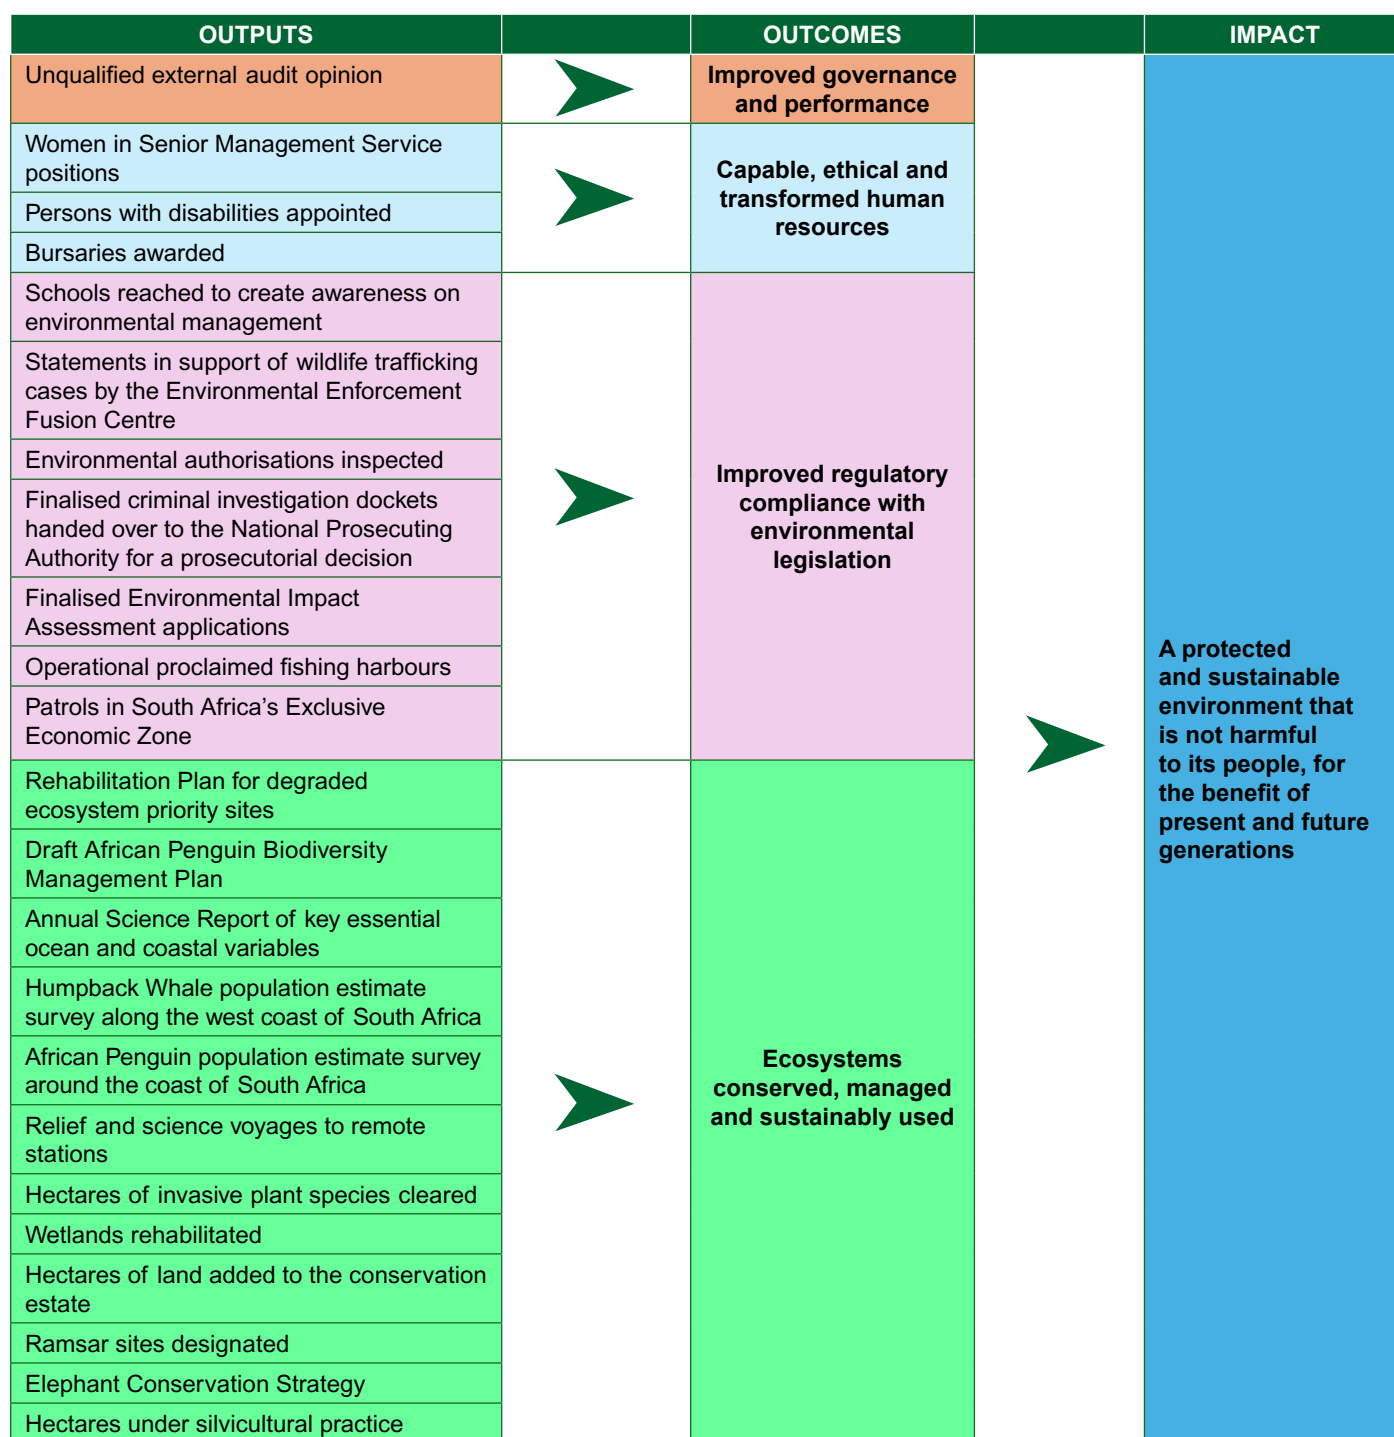 OUTPUTS
OUTCOMES
IMPACT
Unqualified external audit opinion
Improved governance
and performance
Women in Senior Management Service
positions
Persons with disabilities appointed
Bursaries awarded
Capable, ethical and
transformed human
resources
Schools reached to create awareness on
environmental management
Statements in support of wildlife trafficking
cases by the Environmental Enforcement
Fusion Centre
Environmental authorisations inspected
Finalised criminal investigation dockets
handed over to the National Prosecuting
Authority for a prosecutorial decision
Finalised Environmental Impact
Assessment applications
Operational proclaimed fishing harbours
Patrols in South Africa's Exclusive
Economic Zone
Improved regulatory
compliance with
environmental
legislation
Rehabilitation Plan for degraded
ecosystem priority sites
Draft African Penguin Biodiversity
Management Plan
Annual Science Report of key essential
ocean and coastal variables
Humpback Whale population estimate
survey along the west coast of South Africa
African Penguin population estimate survey
around the coast of South Africa
Relief and science voyages to remote
stations
Hectares of invasive plant species cleared
Wetlands rehabilitated
Hectares of land added to the conservation
estate
Ramsar sites designated
Elephant Conservation Strategy
Hectares under silvicultural practice
Ecosystems
conserved, managed
and sustainably used
A protected
and sustainable
environment that
is not harmful
to its people, for
the benefit of
present and future
generations